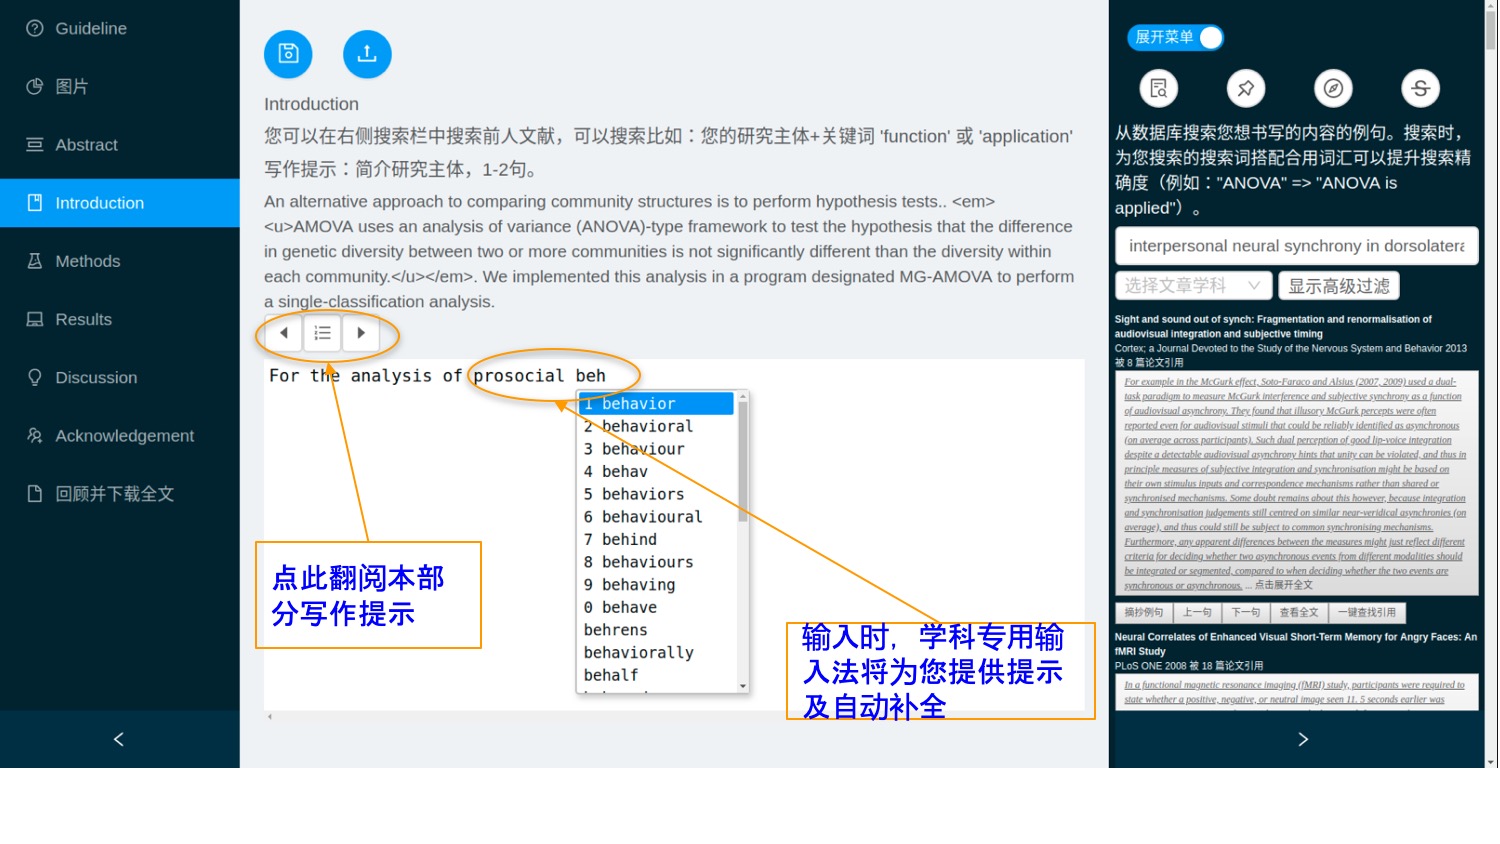 Guideline
图片
Abstract
Introduction
Methods
Results
Discussion
Acknowledgement
回顾并下载全文
Introduction
您可以在右侧搜索栏中搜索前人文献，可以搜索比如：您的研究主体+关键词 'function' 或 'application'
写作提示：简介研究主体，1-2句。
An alternative approach to comparing community structures is to perform hypothesis tests.. <em>
<u>AMOVA uses an analysis of variance (ANOVA)-type framework to test the hypothesis that the difference
in genetic diversity between two or more communities is not significantly different than the diversity within
each community.</u></em>. We implemented this analysis in a program designated MG-AMOVA to perform
a single-classification analysis.
For the analysis of prosocial beh
1 behavior
2 behavioral
3 behaviour
4 behav
5 behaviors
6 behavioural
7 behind
8 behaviours
9 behaving
0 behave
behrens
behaviorally
behalf
点此翻阅本部
分写作提示
输入时，学科专用输
入法将为您提供提示
及自动补全
展开菜单
从数据库搜索您想书写的内容的例句。搜索时，
为您搜索的搜索词搭配合用词汇可以提升搜索精
确度（例如："ANOVA" => "ANOVA is
applied"）。
interpersonal neural synchrony in dorsolatera
选择文章学科
显示高级过滤
Sight and sound out of synch: Fragmentation and renormalisation of
audiovisual integration and subjective timing
Cortex; a Journal Devoted to the Study of the Nervous System and Behavior 2013
被 8 篇论文引用
For example in the McGurk effect, Soto-Faraco and Alsius (2007, 2009) used a dual-
task paradigm to measure McGurk interference and subjective synchrony as a function
of audiovisual asynchrony. They found that illusory McGurk percepts were often
reported even for audiovisual stimuli that could be reliably identified as asynchronous
(on average across participants). Such dual perception of good lip-voice integration
despite a detectable audiovisual asynchrony hints that unity can be violated, and thus in
principle measures of subjective integration and synchronisation might be based on
their own stimulus inputs and correspondence mechanisms rather than shared or
synchronised mechanisms. Some doubt remains about this however, because integration
and synchronisation judgements still centred on similar near-veridical asynchronies (on
average), and thus could still be subject to common synchronising mechanisms.
Furthermore, any apparent differences between the measures might just reflect different
criteria for deciding whether two asynchronous events from different modalities should
be integrated or segmented, compared to when deciding whether the two events are
synchronous or asynchronous. ... 点击展开全文
摘抄例句 上一句 下一句 查看全文 一键查找引用
Neural Correlates of Enhanced Visual Short-Term Memory for Angry Faces: An
fMRI Study
PLoS ONE 2008 被 18 篇论文引用
In a functional magnetic resonance imaging (fMRI) study, participants were required to
state whether a positive, negative, or neutral image seen 11. 5 seconds earlier was